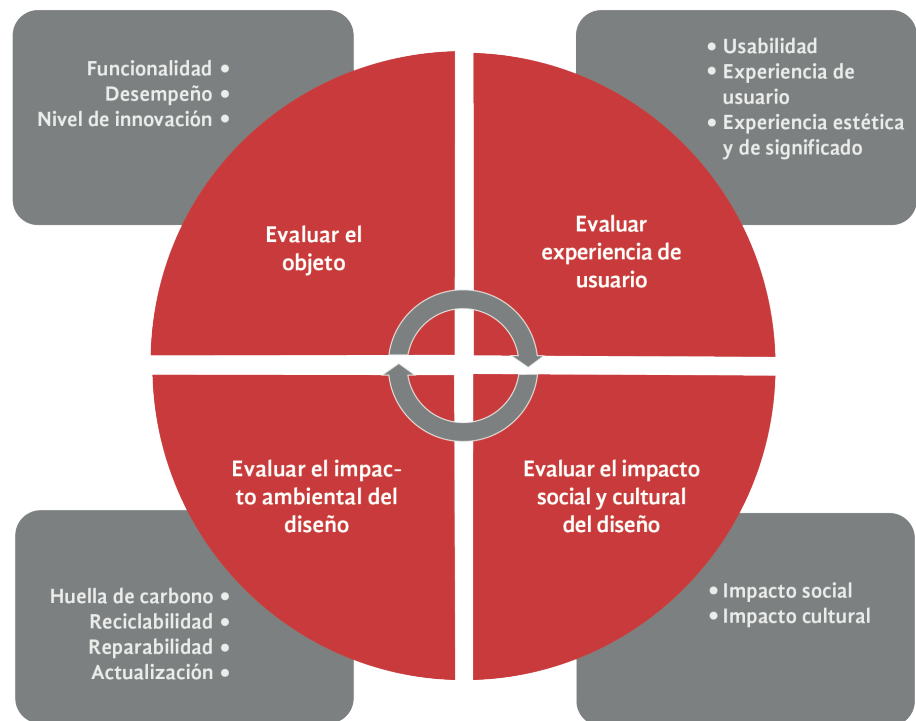 Funcionalidad •
Desempeño •
Nivel de innovación •
• Usabilidad
• Experiencia de
usuario
• Experiencia estética
y de significado
Evaluar el
objeto
Evaluar
experiencia de
usuario
Evaluar el impac-
to ambiental del
diseño
Evaluar el impacto
social y cultural
del diseño
Huella de carbono •
Reciclabilidad •
Reparabilidad •
Actualización •
• Impacto social
• Impacto cultural